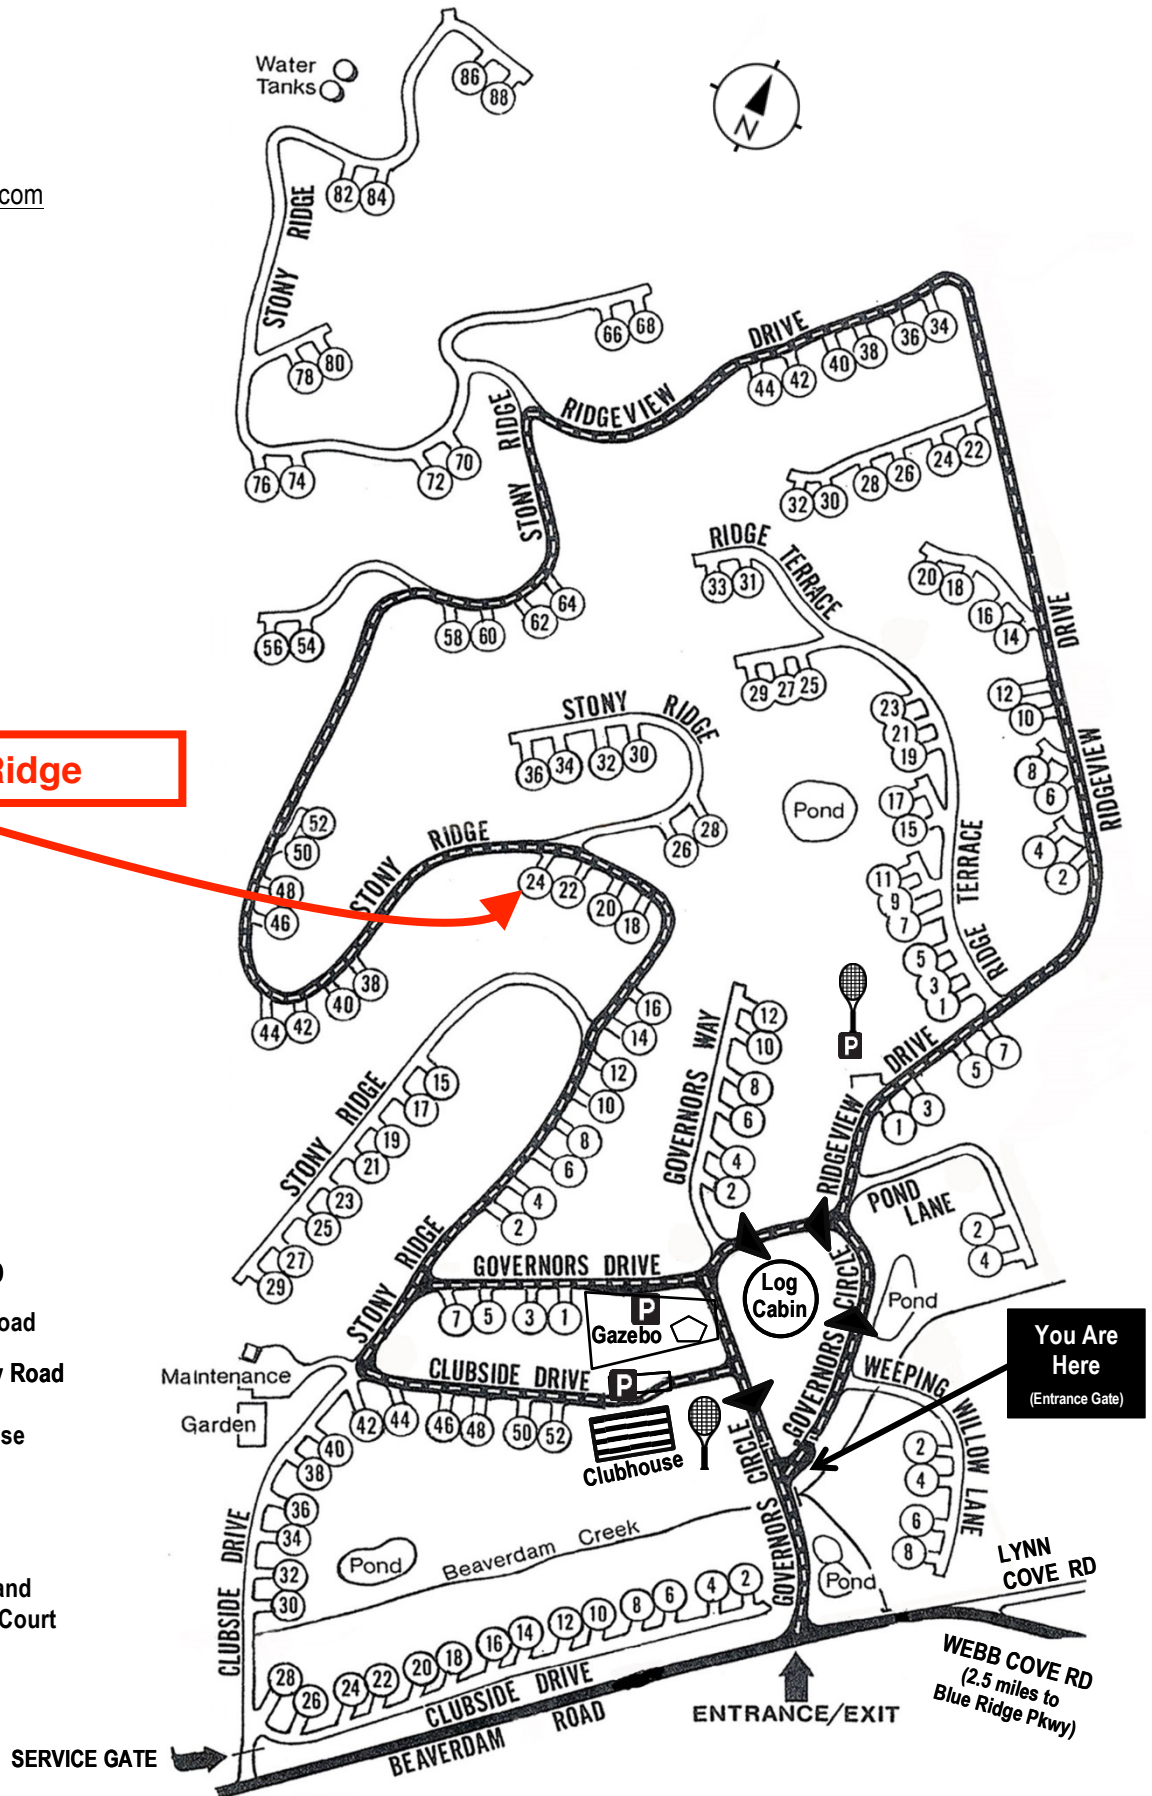 Water
Tanks
86
88
N
com
82
84
STONY RIDGE
66
68
78
80
DRIVE
34
36
38
40
42
44
RIDGEVIEW
STONY RIDGE
70
72
74
76
22
24
26
28
30
32
RIDGE TERRACE
33
31
20
18
16
14
DRIVE
64
62
60
58
56
54
29
27
25
12
10
23
21
19
STONY RIDGE
36
34
32
30
28
26
RIDGEVIEW
8
6
4
2
Ridge
Pond
17
15
TERRACE
52
50
48
46
STONY RIDGE
24
22
20
18
11
9
7
5
3
1
RIDGE
44
42
40
38
P
16
14
12
10
8
6
4
2
GOVERNORS WAY
12
10
8
6
4
2
DRIVE
7
5
3
1
RIDGEVIEW
STONY RIDGE
15
17
19
21
23
25
27
29
POND
LANE
2
4
STONY RIDGE
GOVERNORS DRIVE
Log
Cabin
GOVERNORS CIRCLE
Pond
7
5
3
1
P
Gazebo
oad
You Are
Here
(Entrance Gate)
Maintenance
y Road
CLUBSIDE DRIVE
P
WEEPING WILLOW LANE
Garden
42
44
46
48
50
52
Clubhouse
se
2
4
6
8
40
38
36
34
32
30
CLUBSIDE DRIVE
GOVERNORS CIRCLE
Pond
Beaverdam Creek
Pond
LYNN
COVE RD
and
Court
2
4
6
8
10
12
14
16
18
20
22
24
26
28
CLUBSIDE DRIVE
BEAVERDAM ROAD
WEBB COVE RD
(2.5 miles to
Blue Ridge Pkwy)
ENTRANCE/EXIT
SERVICE GATE